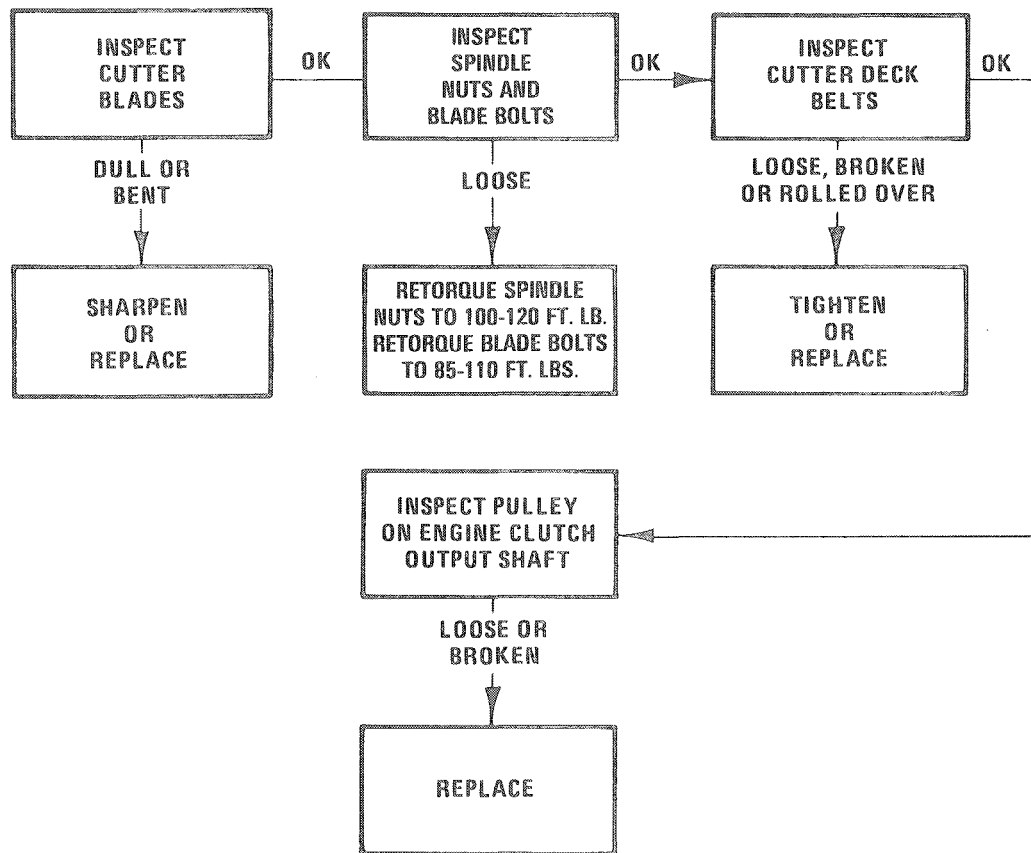 INSPECT
CUTTER
BLADES
OK
INSPECT
SPINDLE
NUTS AND
BLADE BOLTS
OK
INSPECT
CUTTER DECK
BELTS
OK
DULL OR
BENT
LOOSE
LOOSE, BROKEN
OR ROLLED OVER
SHARPEN
OR
REPLACE
RETORQUE SPINDLE
NUTS TO 100-120 FT. LB.
RETORQUE BLADE BOLTS
TO 85-110 FT. LBS.
TIGHTEN
OR
REPLACE
INSPECT PULLEY
ON ENGINE CLUTCH
OUTPUT SHAFT
LOOSE OR
BROKEN
REPLACE